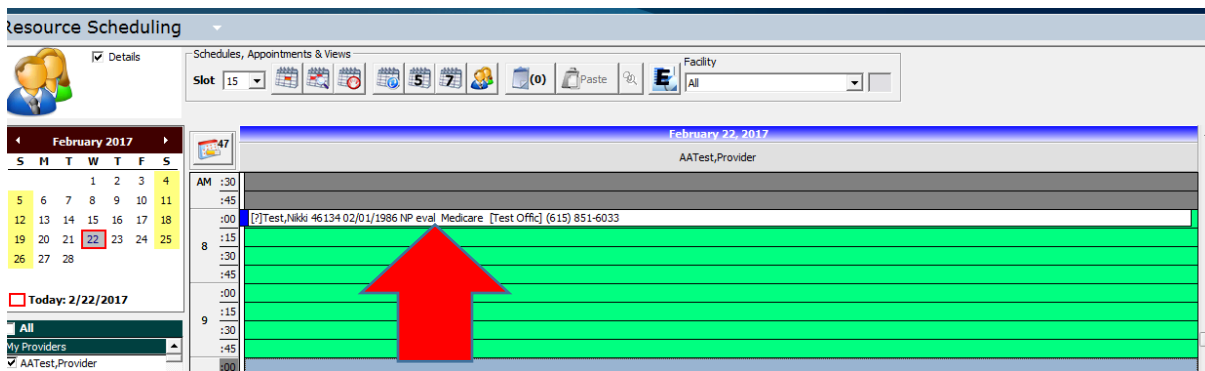 Resource Scheduling
Details
Schedules, Appointments & Views
Slot 15
5
7
(0)
Paste
E
Facility
All
February 2017
S M T W T F S
1 2 3 4
5 6 7 8 9 10 11
12 13 14 15 16 17 18
19 20 21 22 23 24 25
26 27 28
Today: 2/22/2017
All
My Providers
AATest,Provider
47
February 22, 2017
AATest,Provider
AM :30
:45
:00 [?]Test,Nikki 46134 02/01/1986 NP eval Medicare [Test Offic] (615) 851-6033
8 :15
:30
:45
:00
9 :15
:30
:45
:00